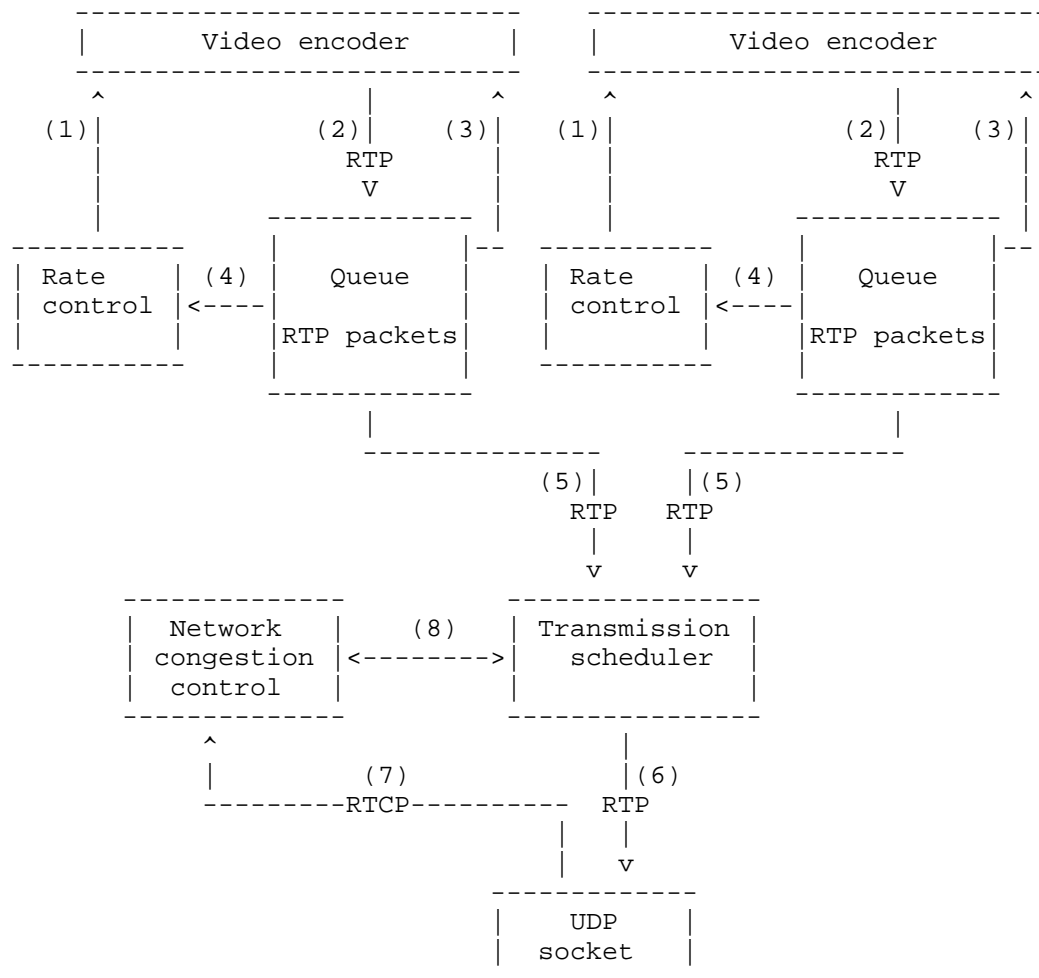 Video encoder Video encoder
(1) (2) (3) (1) (2) (3)
RTP RTP
V V
Rate (4) Queue Rate (4) Queue
control control
RTP packets RTP packets
(5) (5)
RTP RTP
v v
Network (8) Transmission
congestion scheduler
control
(7) (6)
RTCP RTP
v
UDP
socket